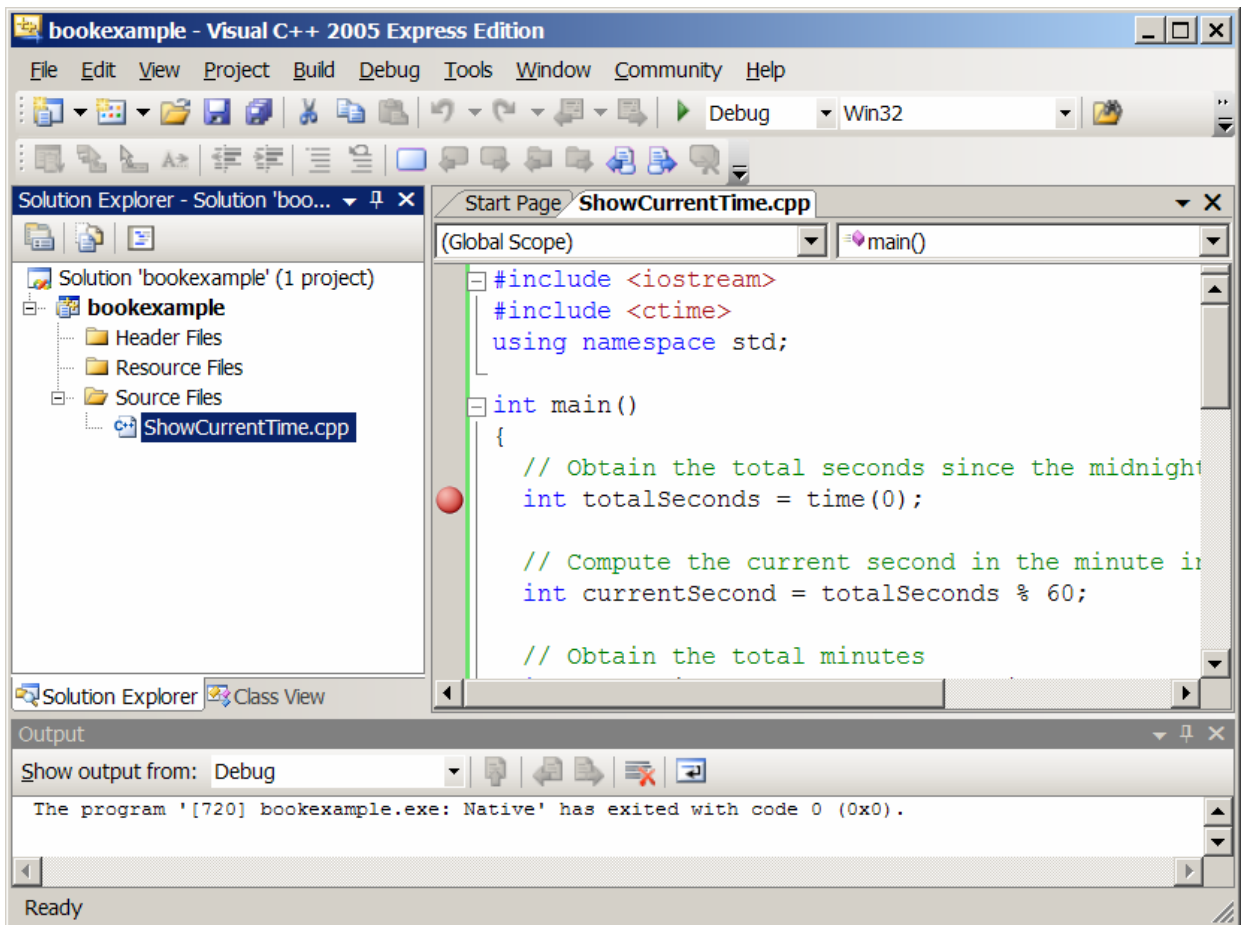 bookexample - Visual C++ 2005 Express Edition
File Edit View Project Build Debug Tools Window Community Help
Debug Win32
Solution Explorer - Solution 'boo...
Solution 'bookexample' (1 project)
bookexample
Header Files
Resource Files
Source Files
ShowCurrentTime.cpp
Solution Explorer Class View
Start Page ShowCurrentTime.cpp
(Global Scope) main()
#include <iostream>
#include <ctime>
using namespace std;
int main()
{
// Obtain the total seconds since the midnight
int totalSeconds = time(0);
// Compute the current second in the minute in
int currentSecond = totalSeconds % 60;
// Obtain the total minutes
Output
Show output from: Debug
The program '[720] bookexample.exe: Native' has exited with code 0 (0x0).
Ready